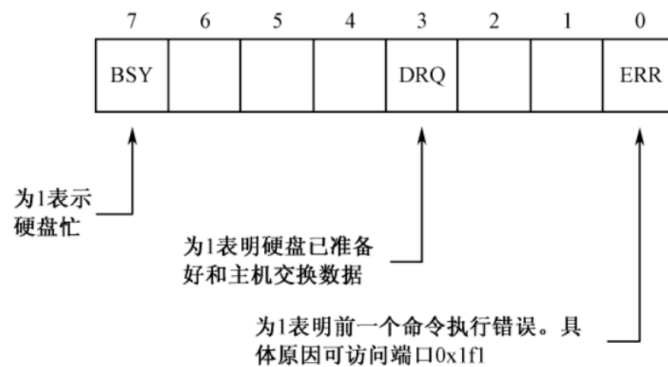 7 6 5 4 3 2 1 0
BSY DRQ ERR
为1表示
硬盘忙
为1表明硬盘已准备
好和主机交换数据
为1表明前一个命令执行错误。具
体原因可访问端口0x1f1